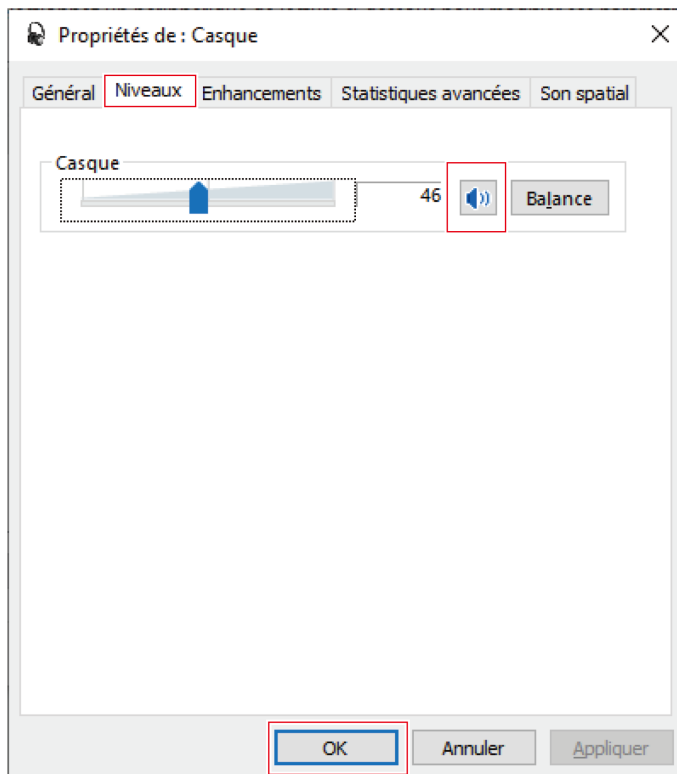 Propriétés de : Casque
Général Niveaux Enhancements Statistiques avancées Son spatial
Casque
46 Balance
OK Annuler Appliquer